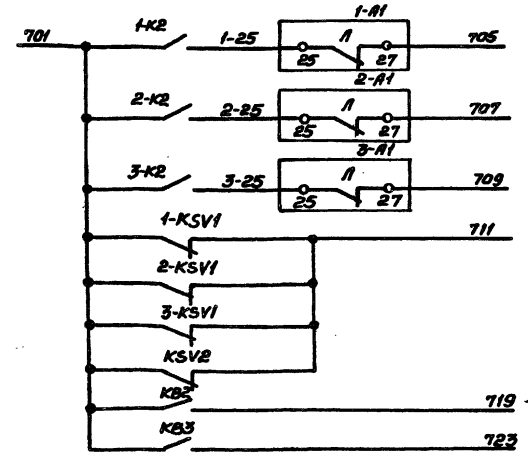 1-A1
701 1-K2 1-25 Л 705
25 27
2-A1
2-K2 2-25 Л 707
25 27
3-A1
3-K2 3-25 Л 709
25 27
1-KSV1 711
2-KSV1
3-KSV1
KSV2
KB2 719
KB3 723